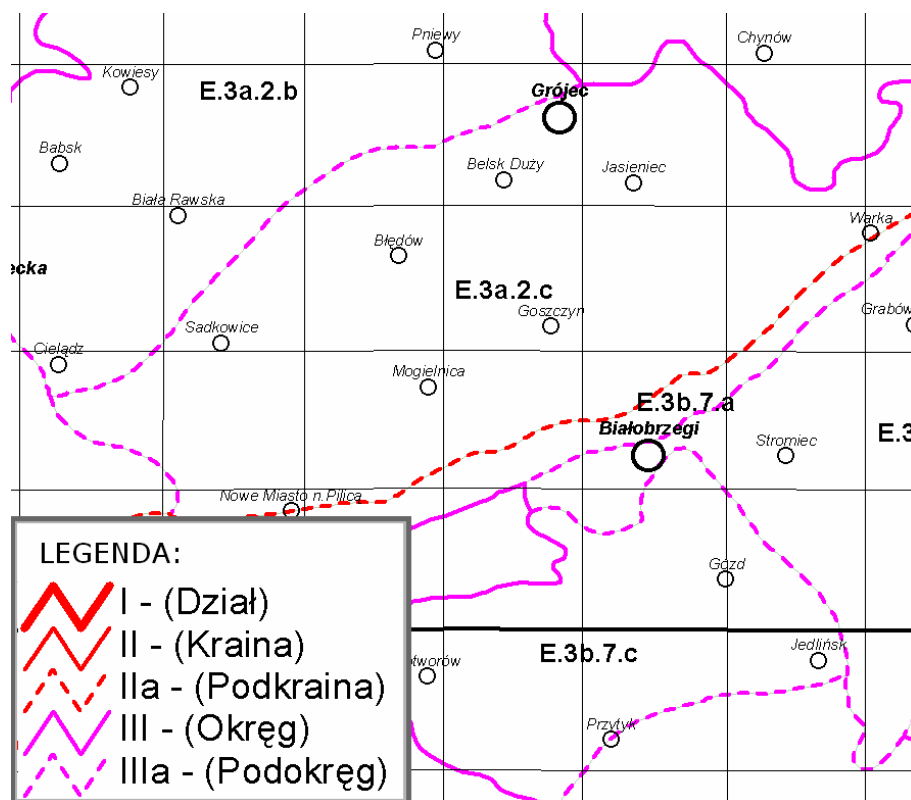 Pniewy
Chynów
Kowiesy
E.3a.2.b
Grójec
Babsk
Belsk Duży
Jasieniec
Biała Rawska
Warka
Błędów
ecka
E.3a.2.c
Goszczyn
Grabów
Sadkowice
Cielądz
Mogielnica
E.3b.7.a
Białobrzegi
E.3
Stromiec
Nowe Miasto n.Pilica
LEGENDA:
I - (Dział)
II - (Kraina)
IIa - (Podkraina)
III - (Okręg)
IIIa - (Podokręg)
Gózd
E.3b.7.c
Jedlińsk
otworów
Przytyk